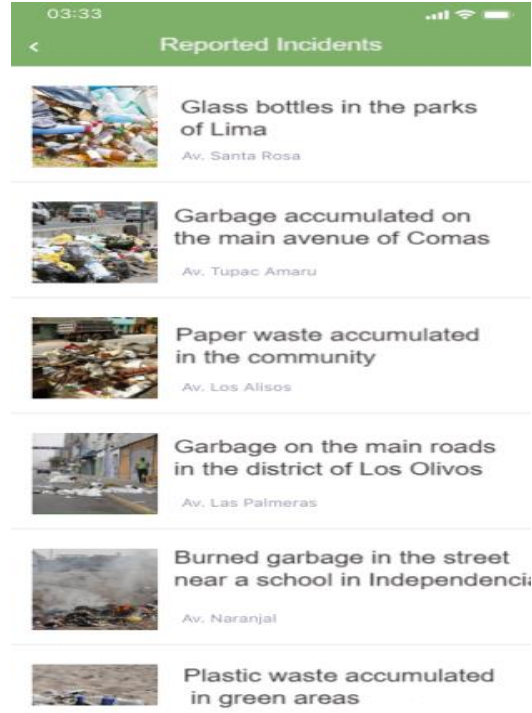 03:33
Reported Incidents
Glass bottles in the parks
of Lima
Av. Santa Rosa
Garbage accumulated on
the main avenue of Comas
Av. Tupac Amaru
Paper waste accumulated
in the community
Av. Los Alisos
Garbage on the main roads
in the district of Los Olivos
Av. Las Palmeras
Burned garbage in the street
near a school in Independencia
Av. Naranjal
Plastic waste accumulated
in green areas